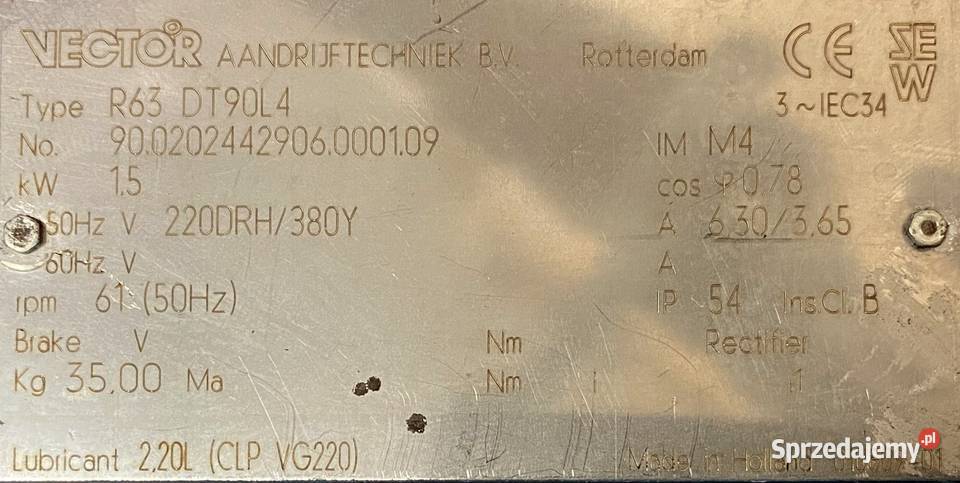 VECTOR AANDRIJFTECHNIEK B.V. Rotterdam CE SEW
Type R63 DT90L4 3~IEC34
No. 90.0202442906.0001.09 IM M4
kW 1.5 cos φ 0.78
50Hz V 220DRH/380Y A 6,30/3,65
60Hz V A
rpm 61 (50Hz) IP 54 Ins.Cl. B
Brake V Nm Rectifier
Kg 35,00 Ma Nm i 1
Lubricant 2,20L (CLP VG220) Made in Holland
Sprzedajemy.pl